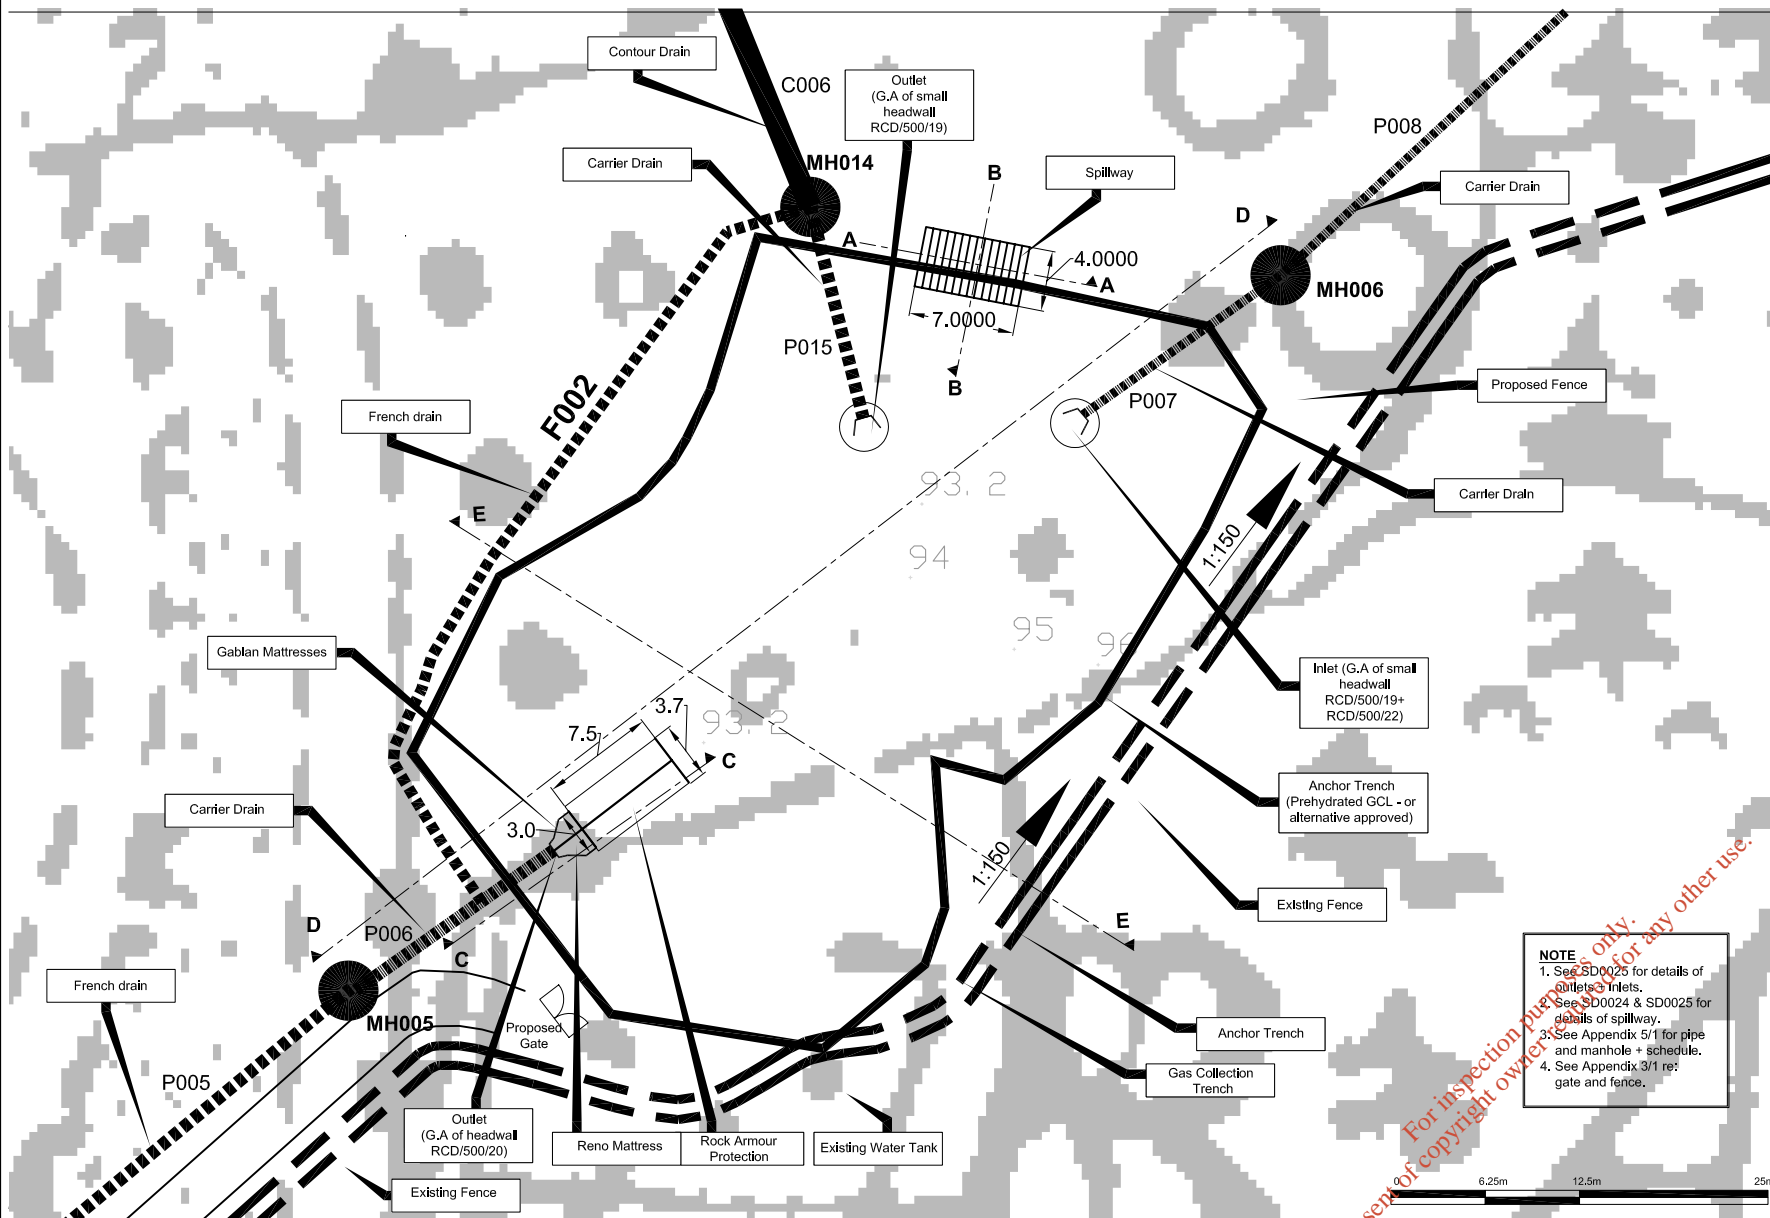 Contour Drain
C006
Outlet
(G.A of small
headwall
RCD/500/19)
P008
Carrier Drain
MH014
B
Spillway
Carrier Drain
D
A
4.0000
A
MH006
7.0000
P015
B
Proposed Fence
P007
French drain
F002
93.2
Carrier Drain
E
94
1:150
95
96
Gabian Mattresses
Inlet (G.A of small
headwall
RCD/500/19+
RCD/500/22)
3.7
7.5
93.2
C
Anchor Trench
(Prehydrated GCL - or
alternative approved)
Carrier Drain
3.0
1:150
Existing Fence
D
P006
E
C
French drain
MH005
Proposed
Gate
NOTE
1. See SD0025 for details of
outlets + Inlets.
2. See SD0024 & SD0025 for
details of spillway.
3. See Appendix 5/1 for pipe
and manhole + schedule.
4. See Appendix 3/1 re:
gate and fence.
Anchor Trench
P005
Gas Collection
Trench
Outlet
(G.A of headwall
RCD/500/20)
Reno Mattress
Rock Armour
Protection
Existing Water Tank
Existing Fence
For inspection purposes only.
sent of copyright owner required for any other use.
0
6.25m
12.5m
25m